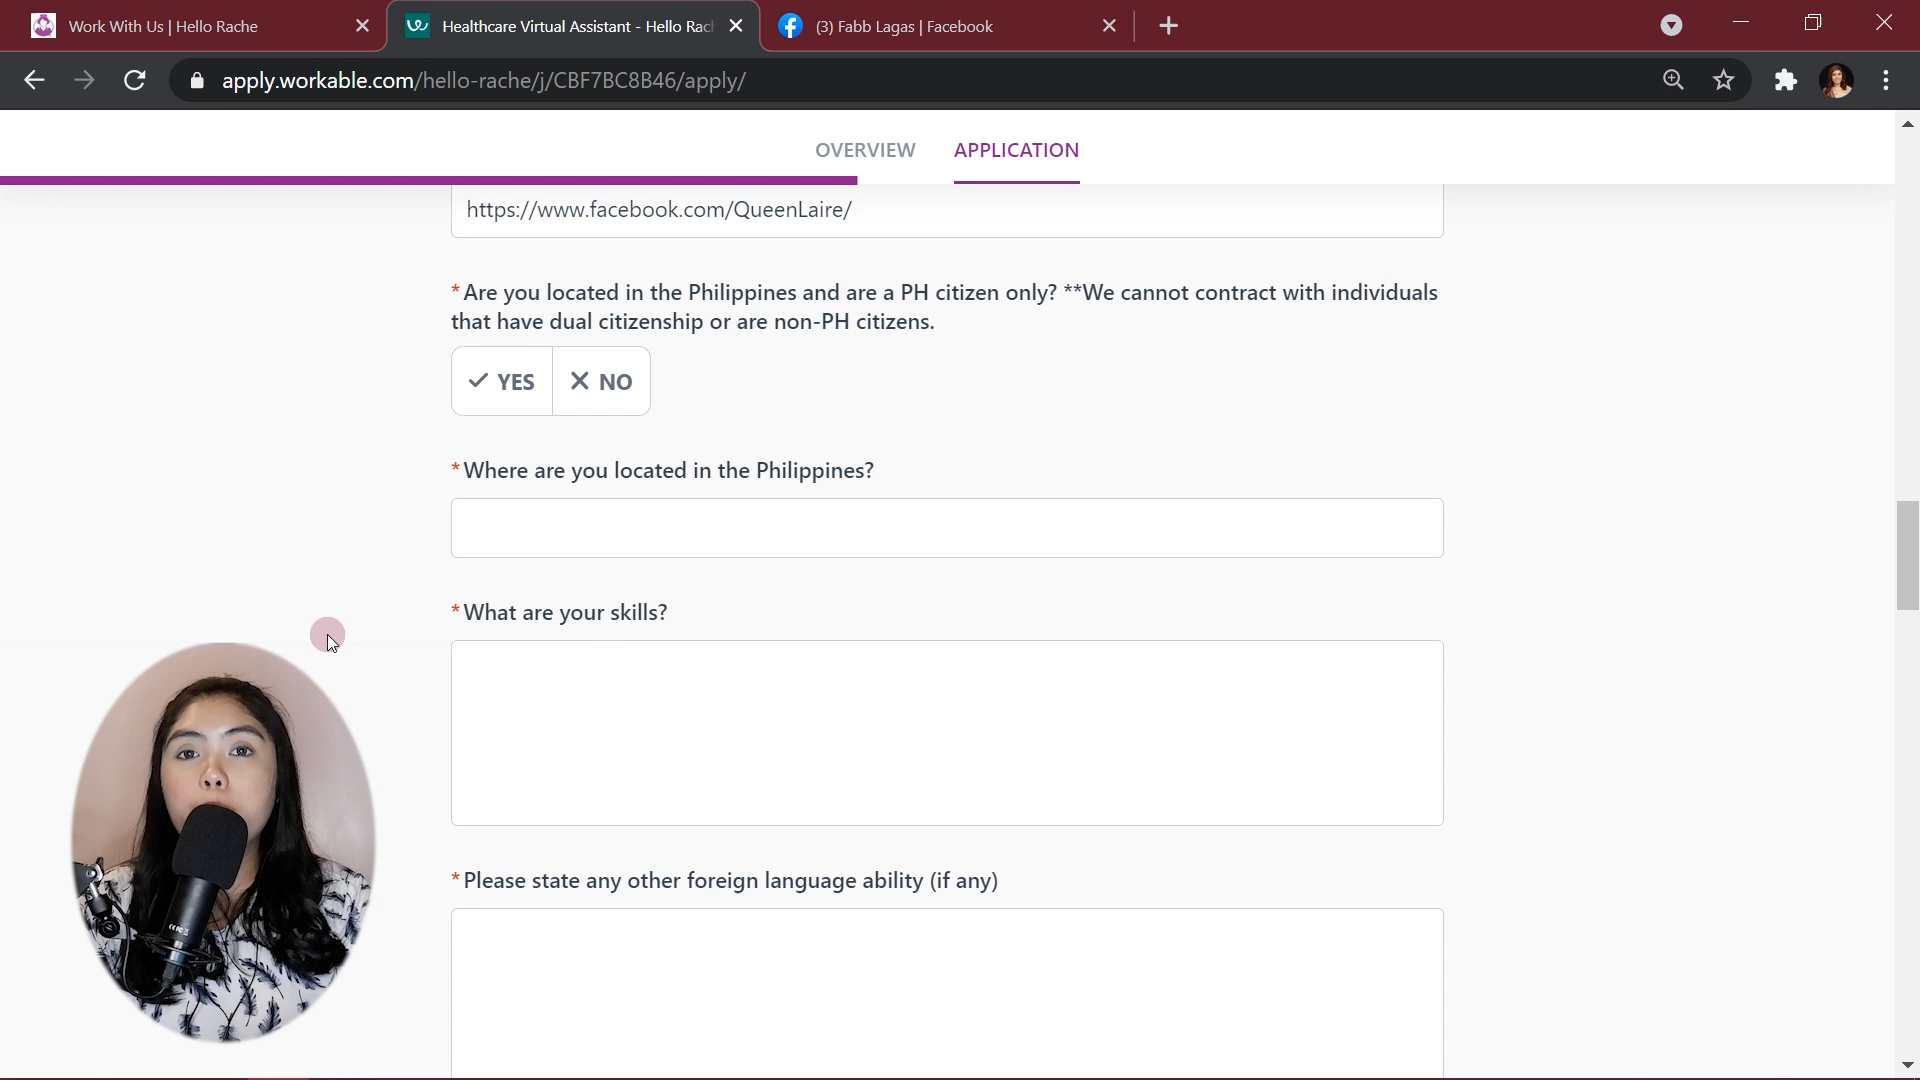 Work With Us | Hello Rache
Healthcare Virtual Assistant - Hello Rac
(3) Fabb Lagas | Facebook
apply.workable.com/hello-rache/j/CBF7BC8B46/apply/
OVERVIEW
APPLICATION
https://www.facebook.com/QueenLaire/
*Are you located in the Philippines and are a PH citizen only? **We cannot contract with individuals
that have dual citizenship or are non-PH citizens.
YES
NO
*Where are you located in the Philippines?
*What are your skills?
*Please state any other foreign language ability (if any)